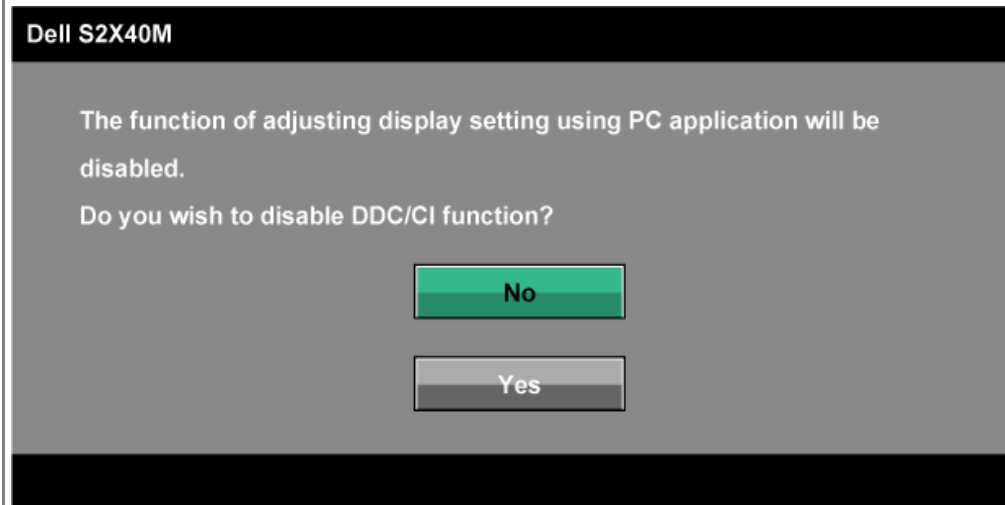 Dell S2X40M
The function of adjusting display setting using PC application will be
disabled.
Do you wish to disable DDC/CI function?
No
Yes